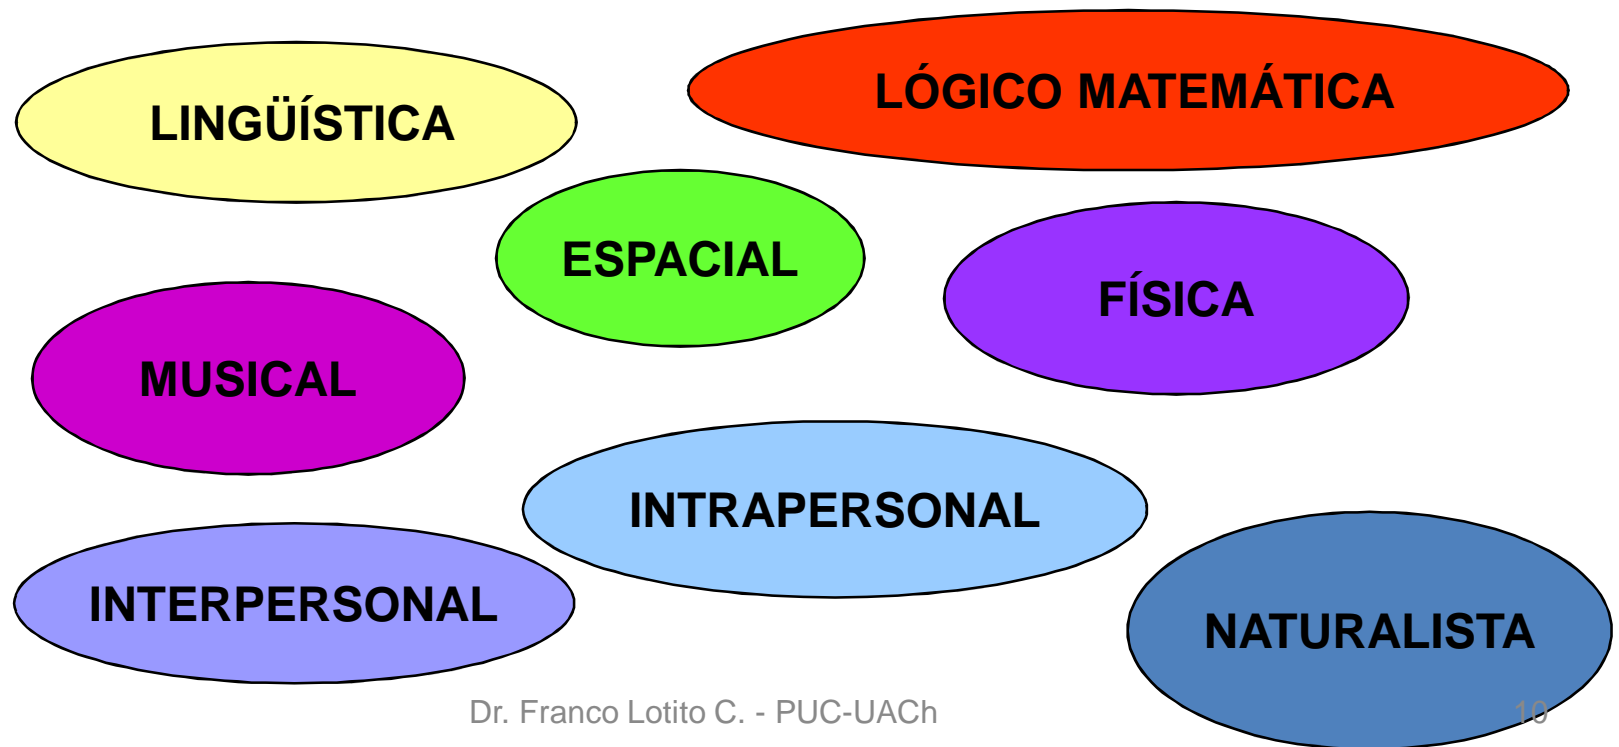 LINGÜÍSTICA
LÓGICO MATEMÁTICA
ESPACIAL
FÍSICA
MUSICAL
INTRAPERSONAL
INTERPERSONAL
NATURALISTA
Dr. Franco Lotito C. - PUC-UACh
10